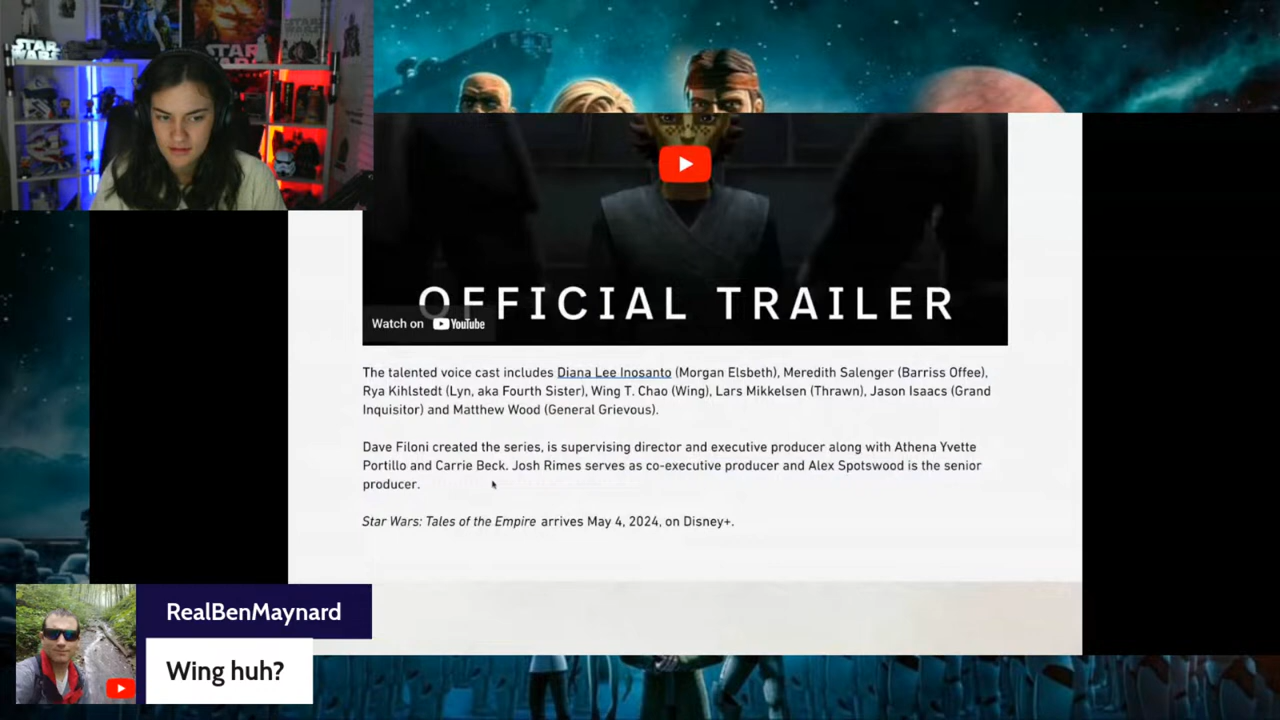 STAR
WARS
STAR
WARS
OFFICIAL TRAILER
Watch on YouTube
The talented voice cast includes Diana Lee Inosanto (Morgan Elsbeth), Meredith Salenger (Barriss Offee),
Rya Kihlstedt (Lyn, aka Fourth Sister), Wing T. Chao (Wing), Lars Mikkelsen (Thrawn), Jason Isaacs (Grand
Inquisitor) and Matthew Wood (General Grievous).
Dave Filoni created the series, is supervising director and executive producer along with Athena Yvette
Portillo and Carrie Beck. Josh Rimes serves as co-executive producer and Alex Spotswood is the senior
producer.
Star Wars: Tales of the Empire arrives May 4, 2024, on Disney+.
RealBenMaynard
Wing huh?